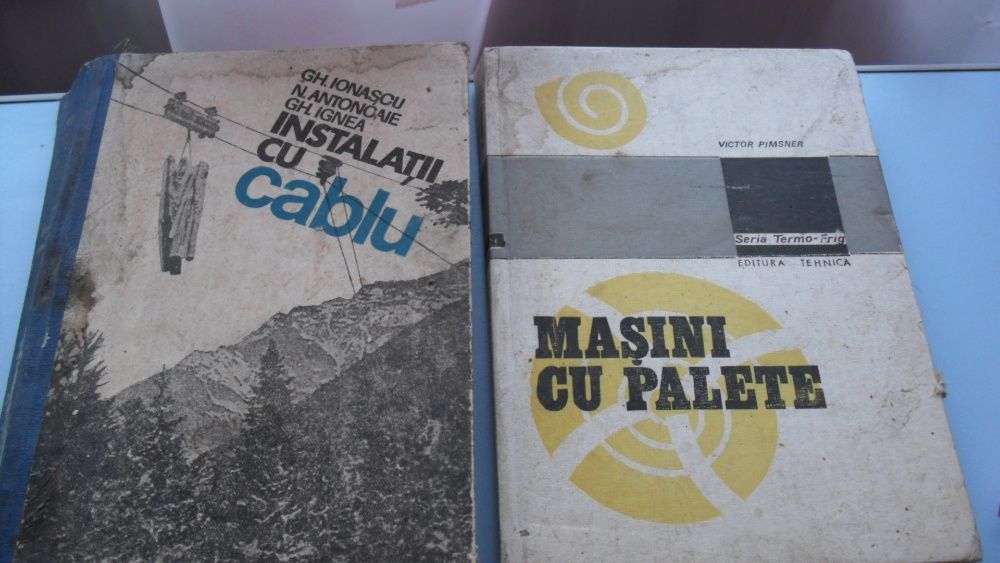 GH. IONAȘCU
N. ANTONOAIE
GH. IGNEA
INSTALAȚII
CU
cablu
VICTOR PIMSNER
Seria Termo-Frig
EDITURA TEHNICA
MAȘINI
CU PALETE